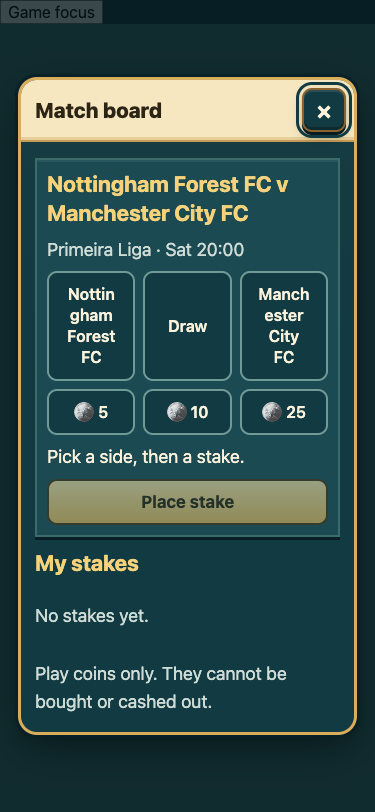 Game focus
Match board
×
Nottingham Forest FC v
Manchester City FC
Primeira Liga · Sat 20:00
Nottin
gham
Forest
FC
Draw
Manch
ester
City
FC
5
10
25
Pick a side, then a stake.
Place stake
My stakes
No stakes yet.
Play coins only. They cannot be
bought or cashed out.